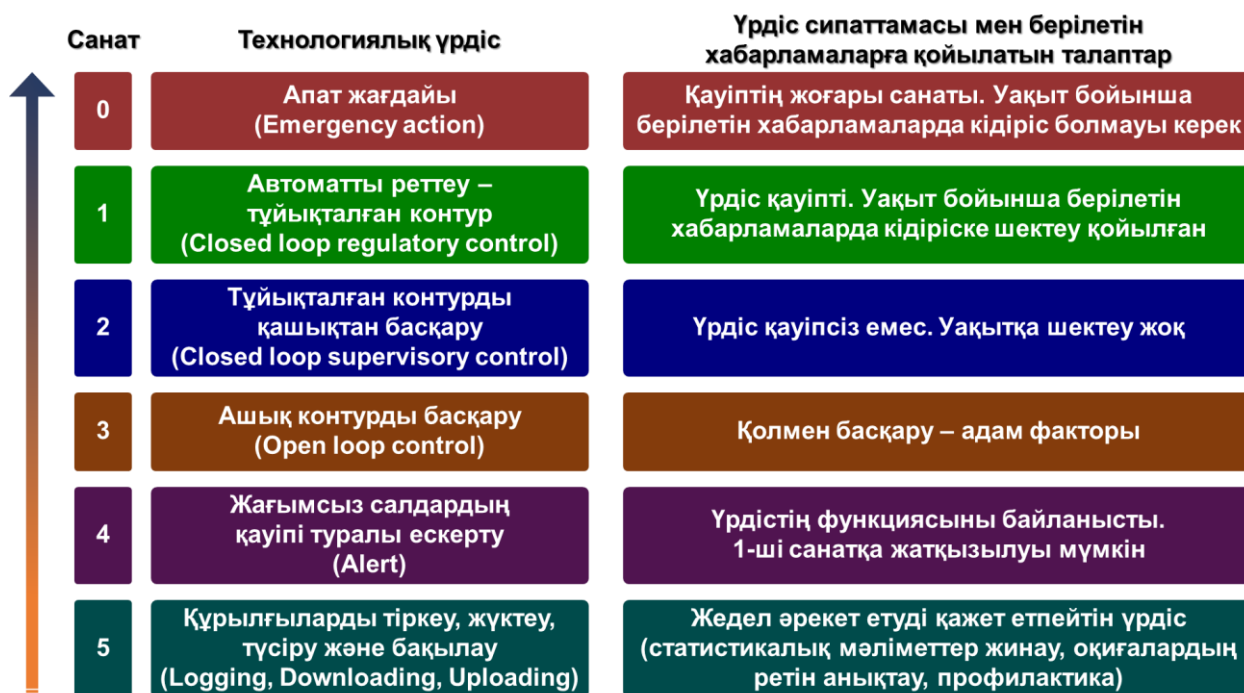 Санат
Технологиялық үрдіс
Үрдіс сипаттамасы мен берілетін
хабарламаларға қойылатын талаптар
0
Апат жағдайы
(Emergency action)
Қауіптің жоғары санаты. Уақыт бойынша
берілетін хабарламаларда кідіріс болмауы керек
1
Автоматты реттеу –
тұйықталған контур
(Closed loop regulatory control)
Үрдіс қауіпті. Уақыт бойынша берілетін
хабарламаларда кідіріске шектеу қойылған
2
Тұйықталған контурды
қашықтан басқару
(Closed loop supervisory control)
Үрдіс қауіпсіз емес. Уақытқа шектеу жоқ
3
Ашық контурды басқару
(Open loop control)
Қолмен басқару – адам факторы
4
Жағымсыз салдардың
қауіпі туралы ескерту
(Alert)
Үрдістің функциясыны байланысты.
1-ші санатқа жатқызылуы мүмкін
5
Құрылғыларды тіркеу, жүктеу,
түсіру және бақылау
(Logging, Downloading, Uploading)
Жедел әрекет етуді қажет етпейтін үрдіс
(статистикалық мәліметтер жинау, оқиғалардың
ретін анықтау, профилактика)